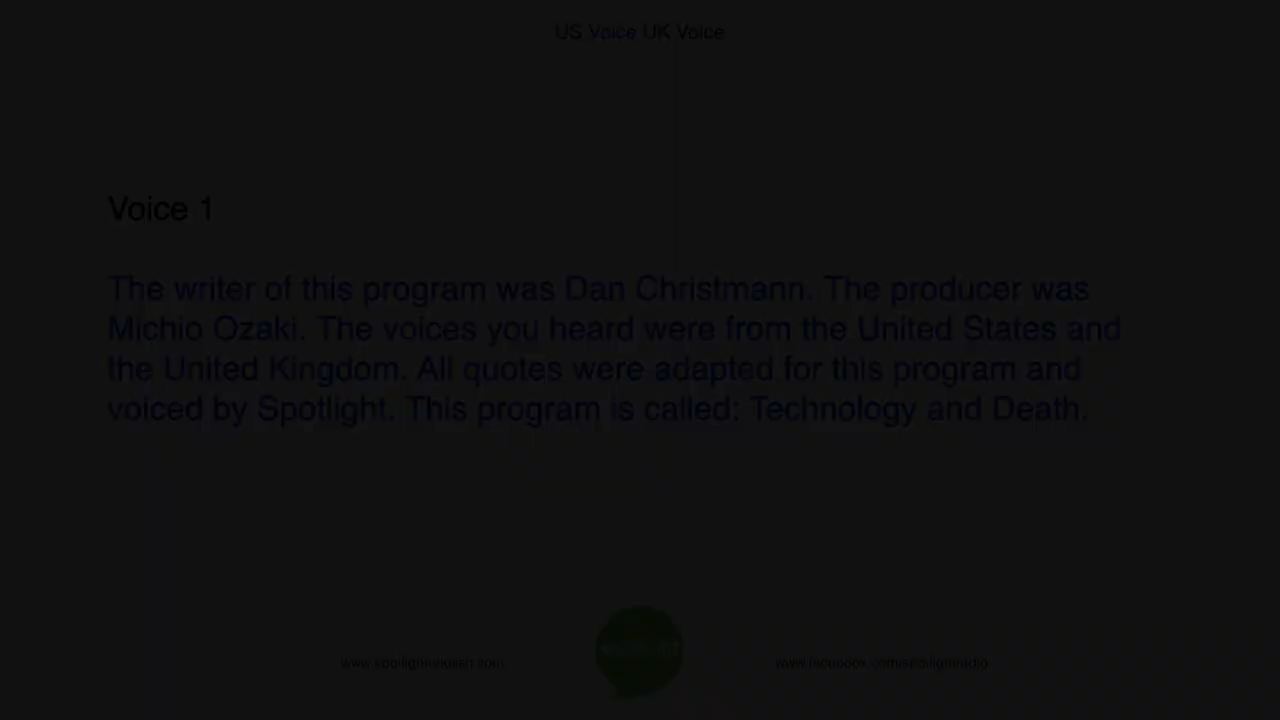 US Voice UK Voice
Voice 1
The writer of this program was Dan Christmann. The producer was
Michio Ozaki. The voices you heard were from the United States and
the United Kingdom. All quotes were adapted for this program and
voiced by Spotlight. This program is called: Technology and Death.